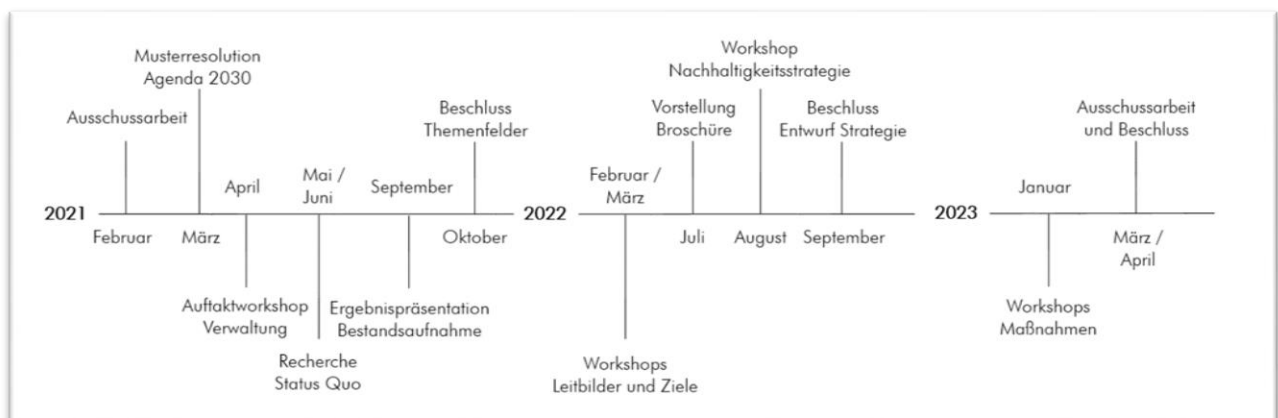 Musterresolution
Agenda 2030
Ausschussarbeit
Beschluss
Themenfelder
Workshop
Nachhaltigkeitsstrategie
Vorstellung
Broschüre
Beschluss
Entwurf Strategie
Ausschussarbeit
und Beschluss
April
Mai /
Juni
September
Februar /
März
Januar
2021
2022
2023
Februar
März
Oktober
Juli
August
September
März /
April
Auftaktworkshop
Verwaltung
Ergebnispräsentation
Bestandsaufnahme
Workshops
Maßnahmen
Recherche
Status Quo
Workshops
Leitbilder und Ziele